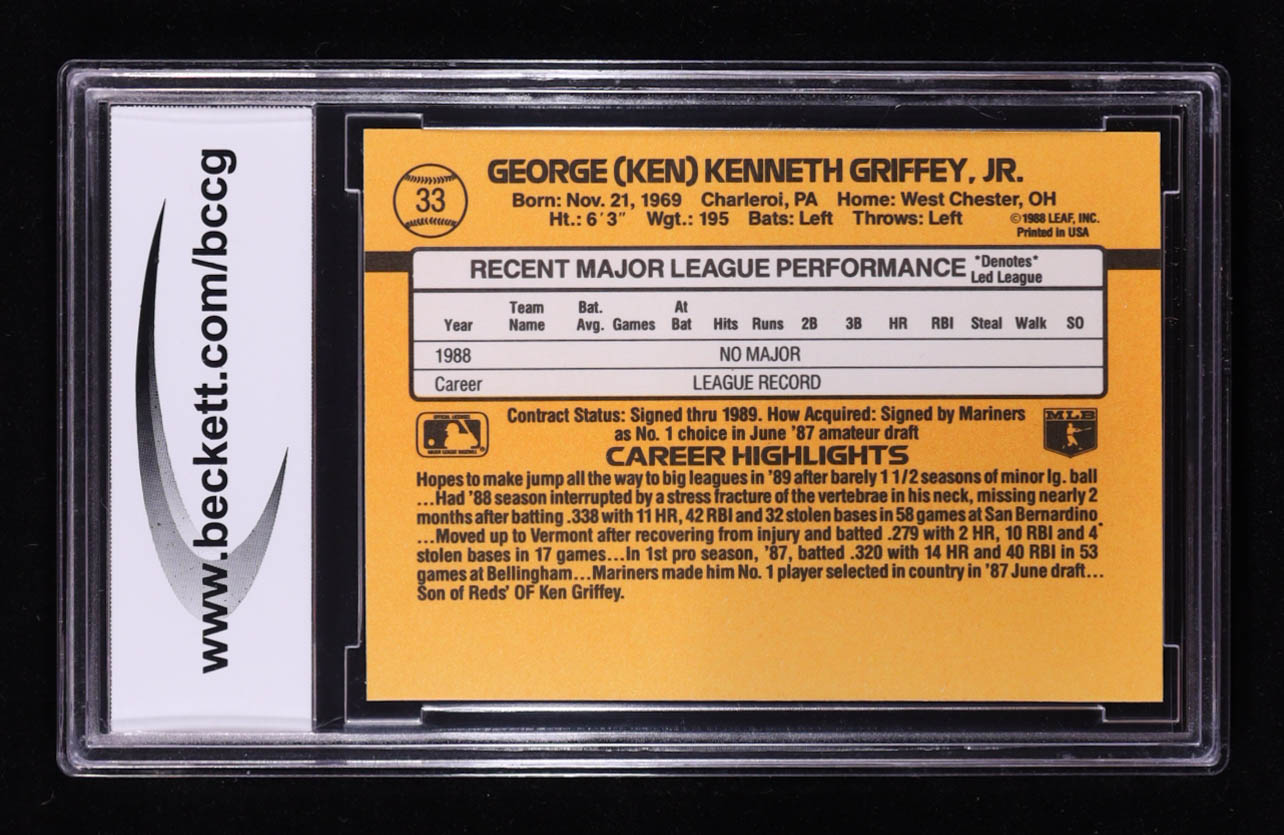 www.beckett.com/bccg
33
GEORGE (KEN) KENNETH GRIFFEY, JR.
Born: Nov. 21, 1969 Charleroi, PA Home: West Chester, OH
Ht.: 6'3" Wgt.: 195 Bats: Left Throws: Left
©1988 LEAF, INC.
Printed in USA
RECENT MAJOR LEAGUE PERFORMANCE
*Denotes*
Led League
Year Team Name Bat. Avg. Games At Bat Hits Runs 2B 3B HR RBI Steal Walk SO
1988 NO MAJOR
Career LEAGUE RECORD
Contract Status: Signed thru 1989. How Acquired: Signed by Mariners
as No. 1 choice in June '87 amateur draft
MLB
CAREER HIGHLIGHTS
Hopes to make jump all the way to big leagues in '89 after barely 1 1/2 seasons of minor lg. ball
...Had '88 season interrupted by a stress fracture of the vertebrae in his neck, missing nearly 2
months after batting .338 with 11 HR, 42 RBI and 32 stolen bases in 58 games at San Bernardino
...Moved up to Vermont after recovering from injury and batted .279 with 2 HR, 10 RBI and 4
stolen bases in 17 games...In 1st pro season, '87, batted .320 with 14 HR and 40 RBI in 53
games at Bellingham...Mariners made him No. 1 player selected in country in '87 June draft...
Son of Reds' OF Ken Griffey.